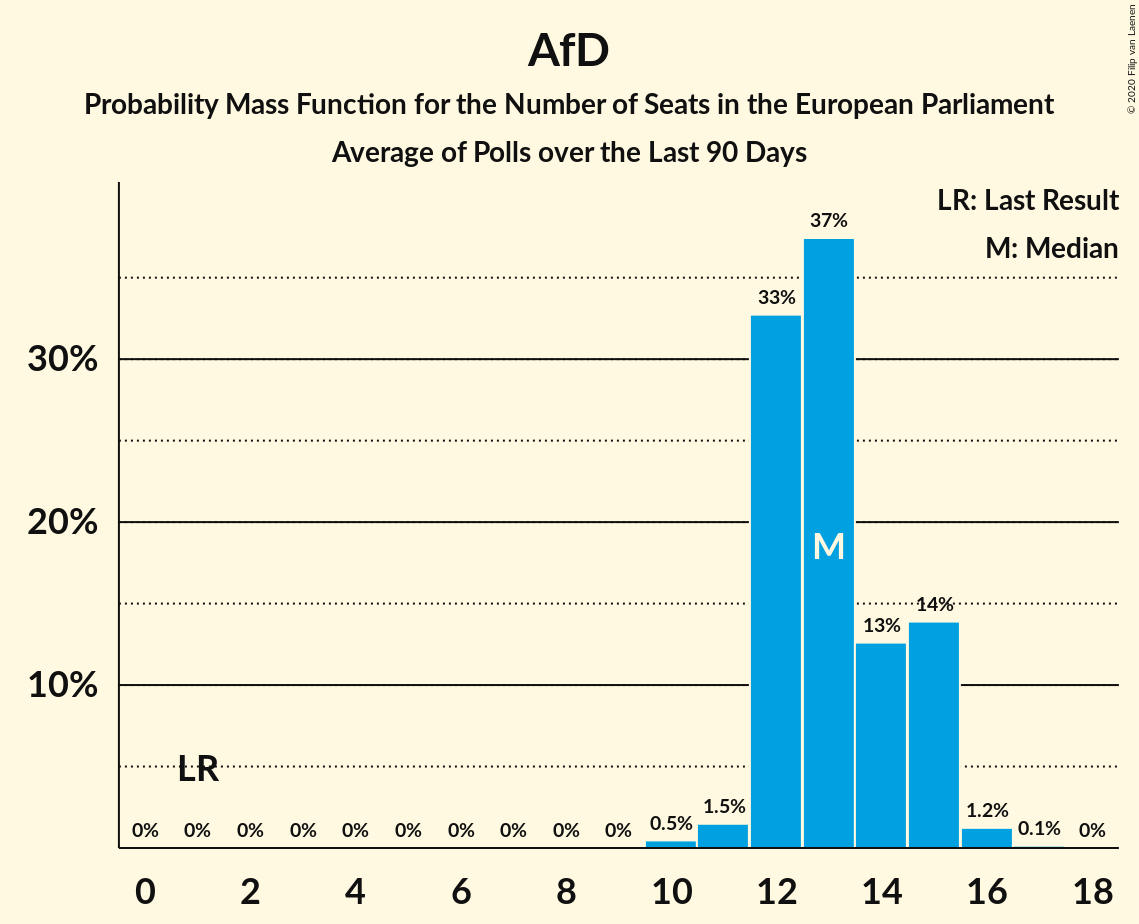 AfD
Probability Mass Function for the Number of Seats in the European Parliament
Average of Polls over the Last 90 Days
© 2020 Filip van Laenen
LR: Last Result
M: Median
37%
33%
30%
20%
M
14%
13%
10%
LR
0% 0% 0% 0% 0% 0% 0% 0% 0% 0% 0.5% 1.5% 1.2% 0.1% 0%
0 2 4 6 8 10 12 14 16 18